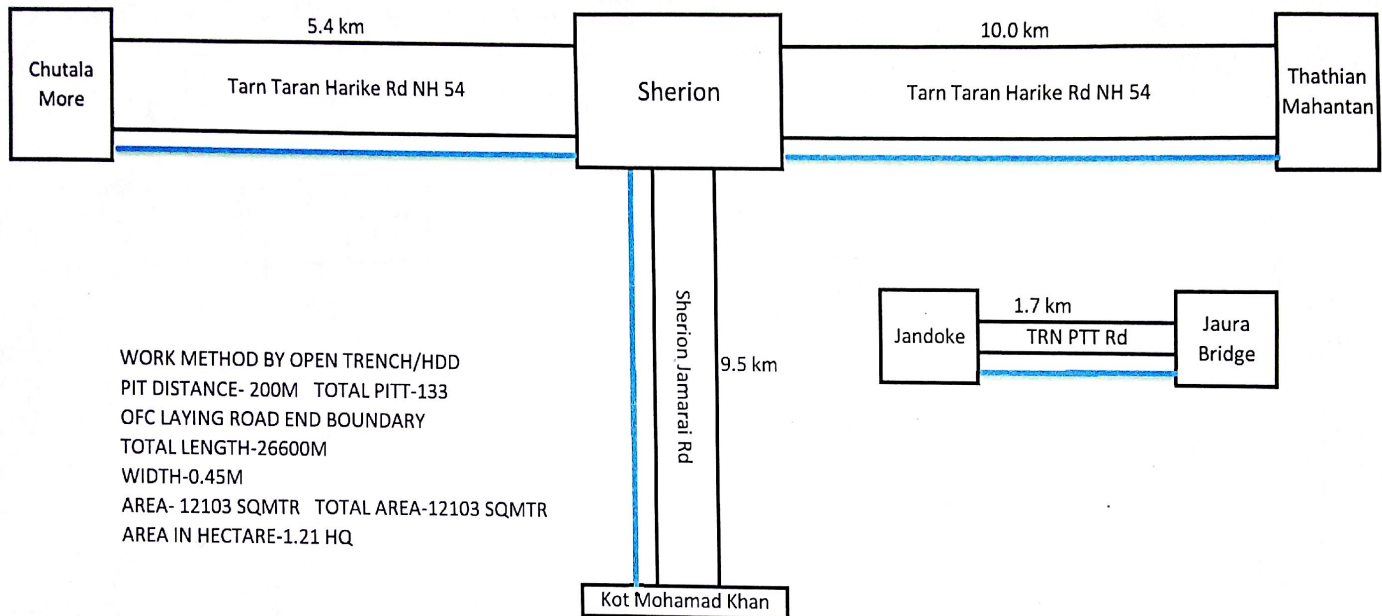 5.4 km
10.0 km
Chutala
More
Tarn Taran Harike Rd NH 54
Sherion
Tarn Taran Harike Rd NH 54
Thathian
Mahantan
Sherion Jamarai Rd
9.5 km
1.7 km
Jandoke
TRN PTT Rd
Jaura
Bridge
WORK METHOD BY OPEN TRENCH/HDD
PIT DISTANCE- 200M TOTAL PITT-133
OFC LAYING ROAD END BOUNDARY
TOTAL LENGTH-26600M
WIDTH-0.45M
AREA- 12103 SQMTR TOTAL AREA-12103 SQMTR
AREA IN HECTARE-1.21 HQ
Kot Mohamad Khan